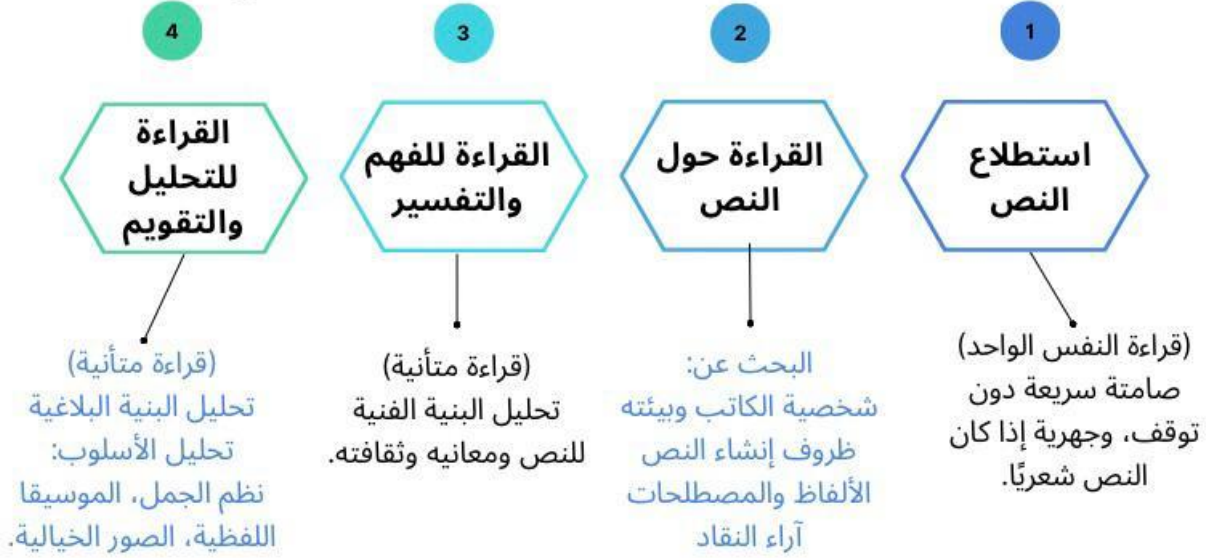 1
استطلاع
النص
(قراءة النفس الواحد)
صامتة سريعة دون
توقف، وجهرية إذا كان
النص شعريًا.
2
القراءة حول
النص
البحث عن:
شخصية الكاتب وبيئته
ظروف إنشاء النص
الألفاظ والمصطلحات
آراء النقاد
3
القراءة للفهم
والتفسير
(قراءة متأنية)
تحليل البنية الفنية
للنص ومعانيه وثقافته.
4
القراءة
للتحليل
والتقويم
(قراءة متأنية)
تحليل البنية البلاغية
تحليل الأسلوب:
نظم الجمل، الموسيقا
اللفظية، الصور الخيالية.